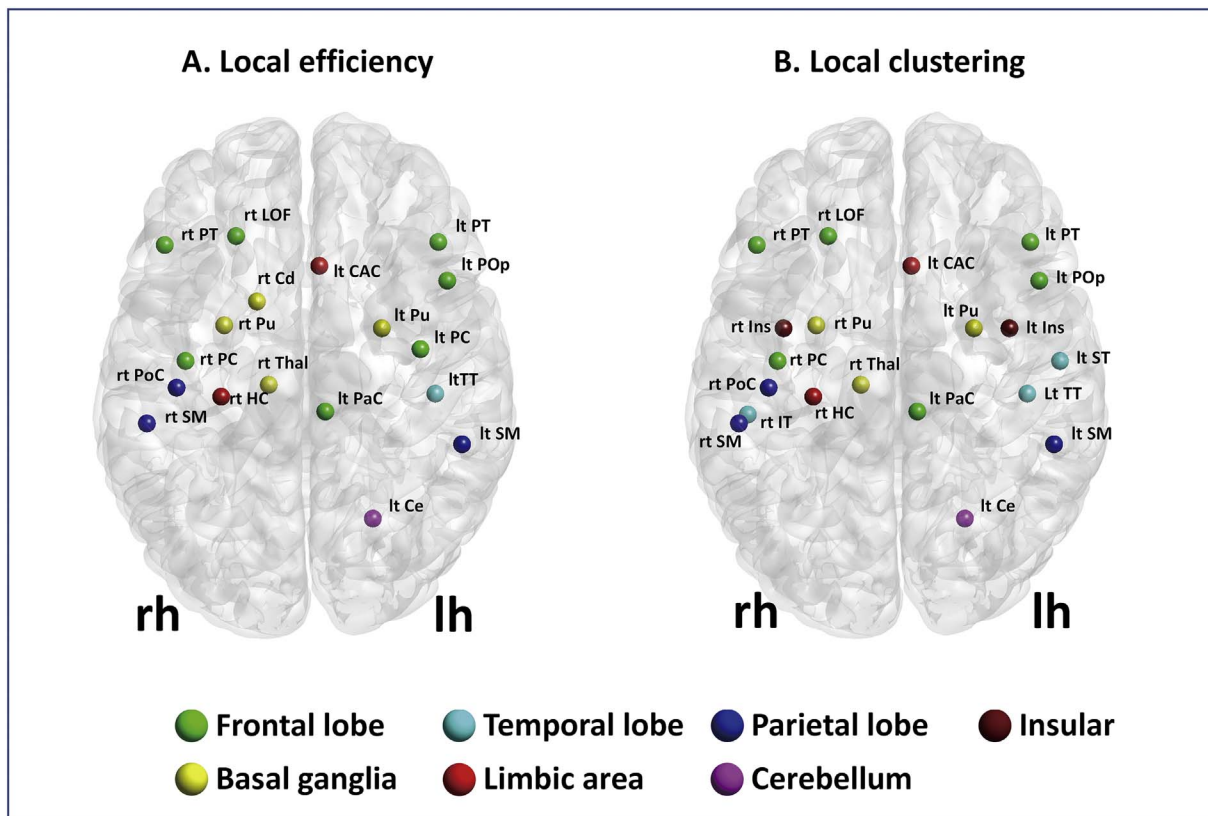 A. Local efficiency
rt LOF
rt PT
lt PT
lt CAC
lt POp
rt Cd
lt Pu
rt Pu
lt PC
rt PC
rt Thal
rt PoC
ltTT
rt HC
lt PaC
rt SM
lt SM
lt Ce
rh
lh
B. Local clustering
rt LOF
rt PT
lt PT
lt CAC
lt POp
lt Pu
rt Ins
rt Pu
lt Ins
rt PC
rt Thal
lt ST
rt PoC
Lt TT
rt HC
lt PaC
rt IT
rt SM
lt SM
lt Ce
rh
lh
Frontal lobe
Temporal lobe
Parietal lobe
Insular
Basal ganglia
Limbic area
Cerebellum